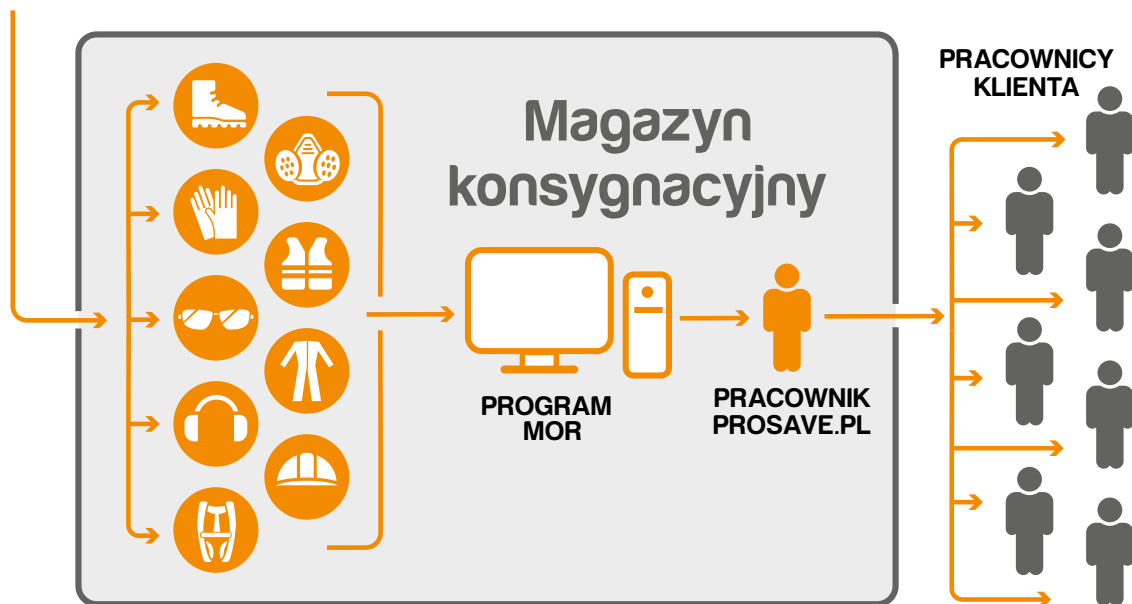 Magazyn
konsygnacyjny
PROGRAM
MOR
PRACOWNIK
PROSAVE.PL
PRACOWNICY
KLIENTA